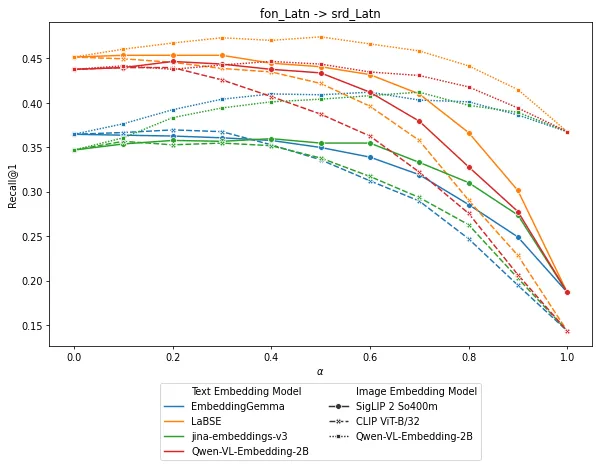 fon_Latn -> srd_Latn
Recall@1
0.45
0.40
0.35
0.30
0.25
0.20
0.15
0.0
0.2
0.4
0.6
0.8
1.0
α
Text Embedding Model
EmbeddingGemma
LaBSE
jina-embeddings-v3
Qwen-VL-Embedding-2B
Image Embedding Model
SigLIP 2 So400m
CLIP ViT-B/32
Qwen-VL-Embedding-2B